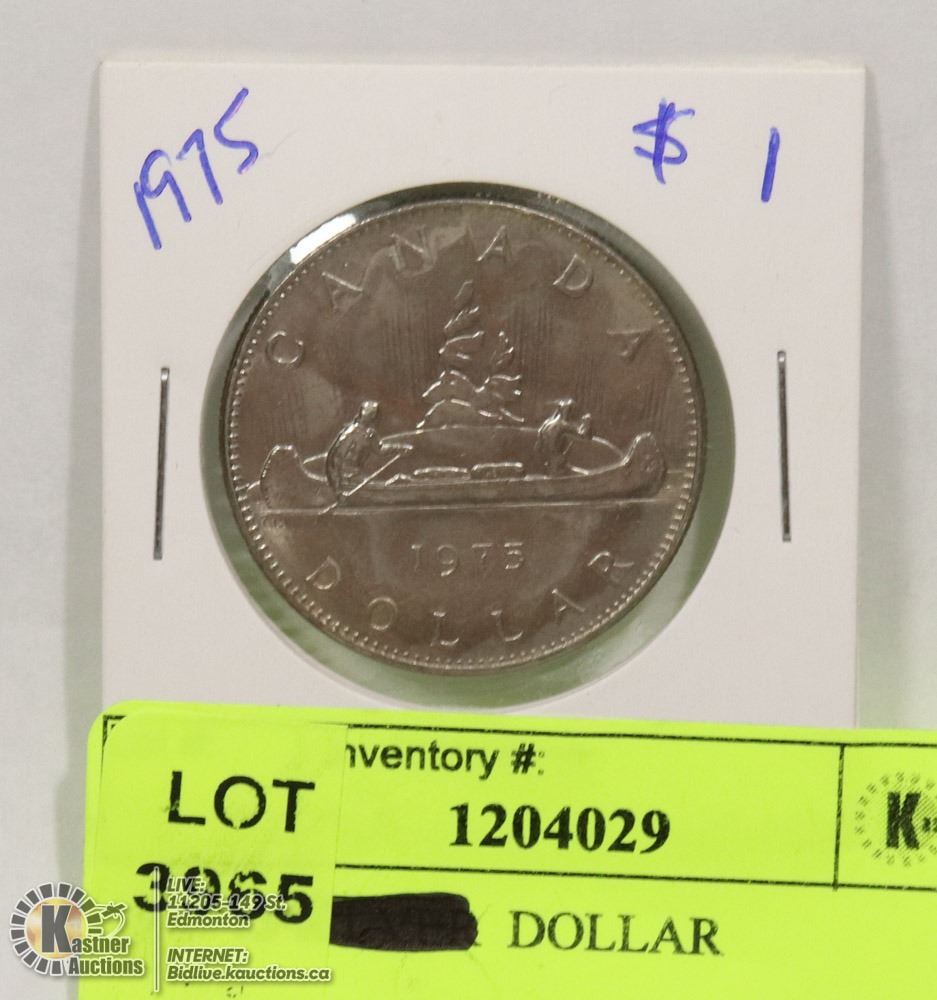 1975
$ 1
CANADA
1975
DOLLAR
Inventory #:
1204029
K
LOT
3965
DOLLAR
LIVE:
11205-149 St.
Edmonton
INTERNET:
Bidlive.kauctions.ca
Kastner
Auctions